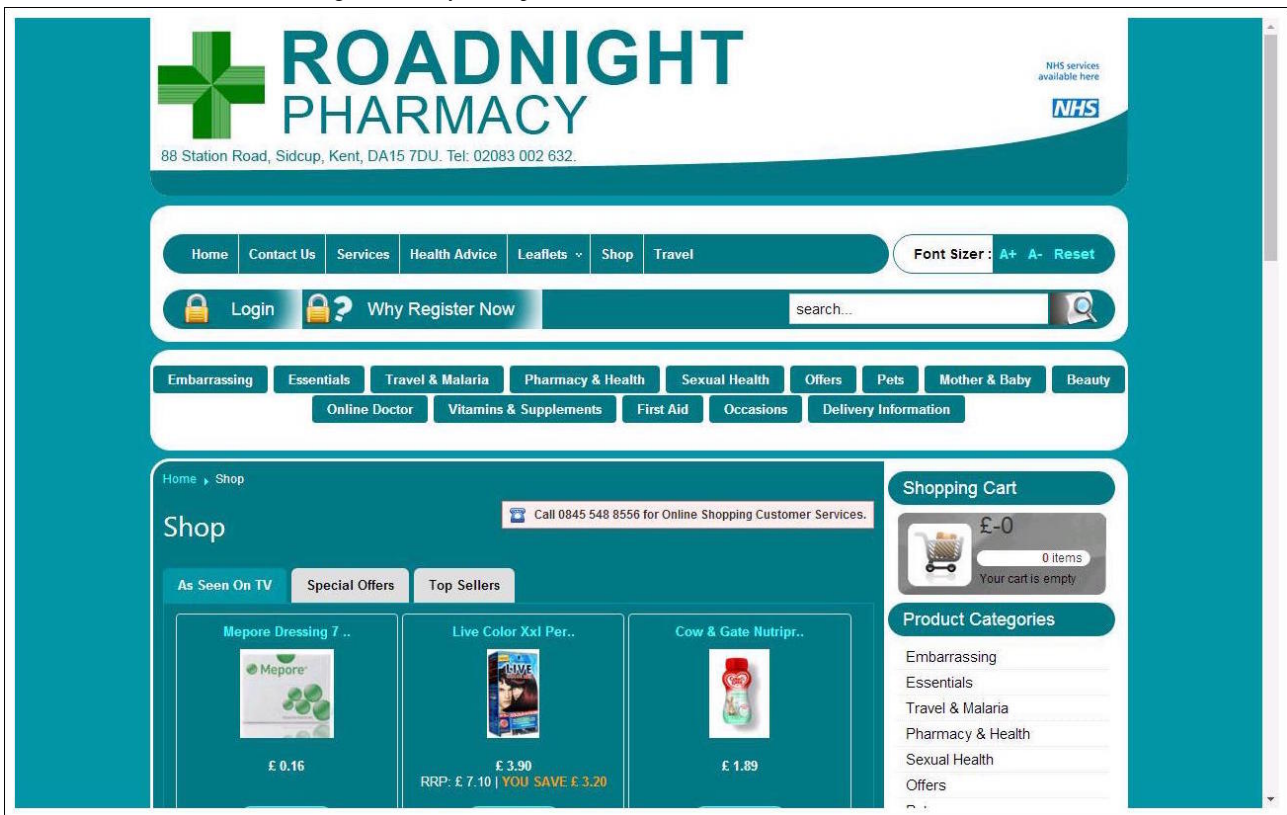 ROADNIGHT
PHARMACY
88 Station Road, Sidcup, Kent, DA15 7DU. Tel: 02083 002 632.
NHS services
available here
NHS
Home Contact Us Services Health Advice Leaflets Shop Travel
Font Sizer : A+ A- Reset
Login ? Why Register Now search...
Embarrassing Essentials Travel & Malaria Pharmacy & Health Sexual Health Offers Pets Mother & Baby Beauty
Online Doctor Vitamins & Supplements First Aid Occasions Delivery Information
Home Shop
Shop
Call 0845 548 8556 for Online Shopping Customer Services.
As Seen On TV Special Offers Top Sellers
Mepore Dressing 7 .. Live Color Xxl Per.. Cow & Gate Nutripr..
Mepore
LIVE
£ 0.16 £ 3.90 £ 1.89
RRP: £ 7.10 | YOU SAVE £ 3.20
Shopping Cart
£-0
0 items
Your cart is empty
Product Categories
Embarrassing
Essentials
Travel & Malaria
Pharmacy & Health
Sexual Health
Offers